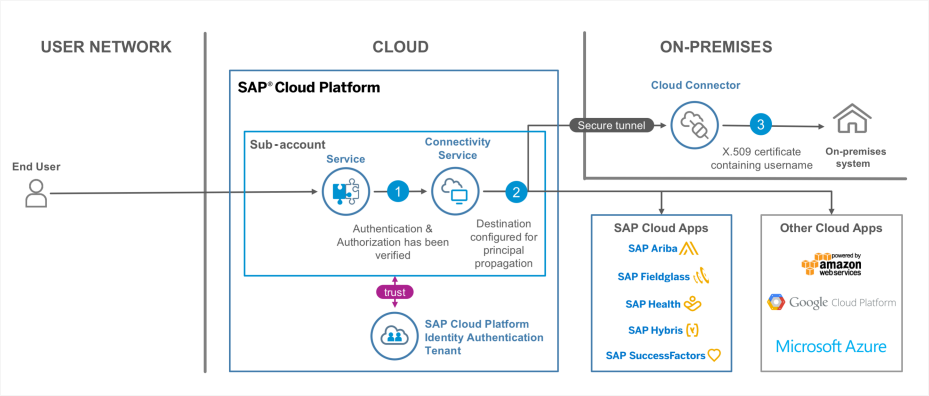 USER NETWORK
CLOUD
ON-PREMISES
SAP® Cloud Platform
Cloud Connector
Secure tunnel
3
X.509 certificate
containing username
On-premises
system
Sub-account
Service
Connectivity
Service
End User
1
2
Authentication &
Authorization has been
verified
Destination
configured for
principal
propagation
trust
SAP Cloud Platform
Identity Authentication
Tenant
SAP Cloud Apps
SAP Ariba
SAP Fieldglass
SAP Health
SAP Hybris
SAP SuccessFactors
Other Cloud Apps
powered by
amazon
web services
Google Cloud Platform
Microsoft Azure